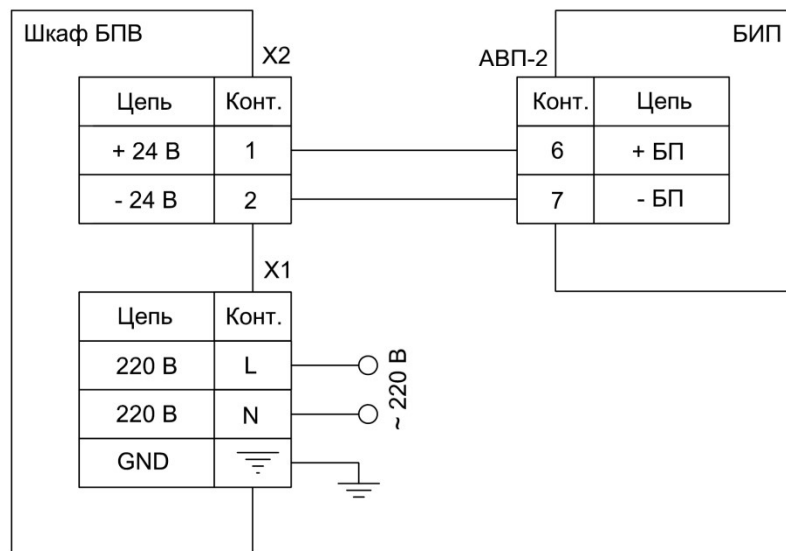 Шкаф БПВ
X2
Цепь Конт.
+ 24 В 1
- 24 В 2
БИП
АВП-2
Конт. Цепь
6 + БП
7 - БП
X1
Цепь Конт.
220 В L
220 В N
GND
~ 220 В